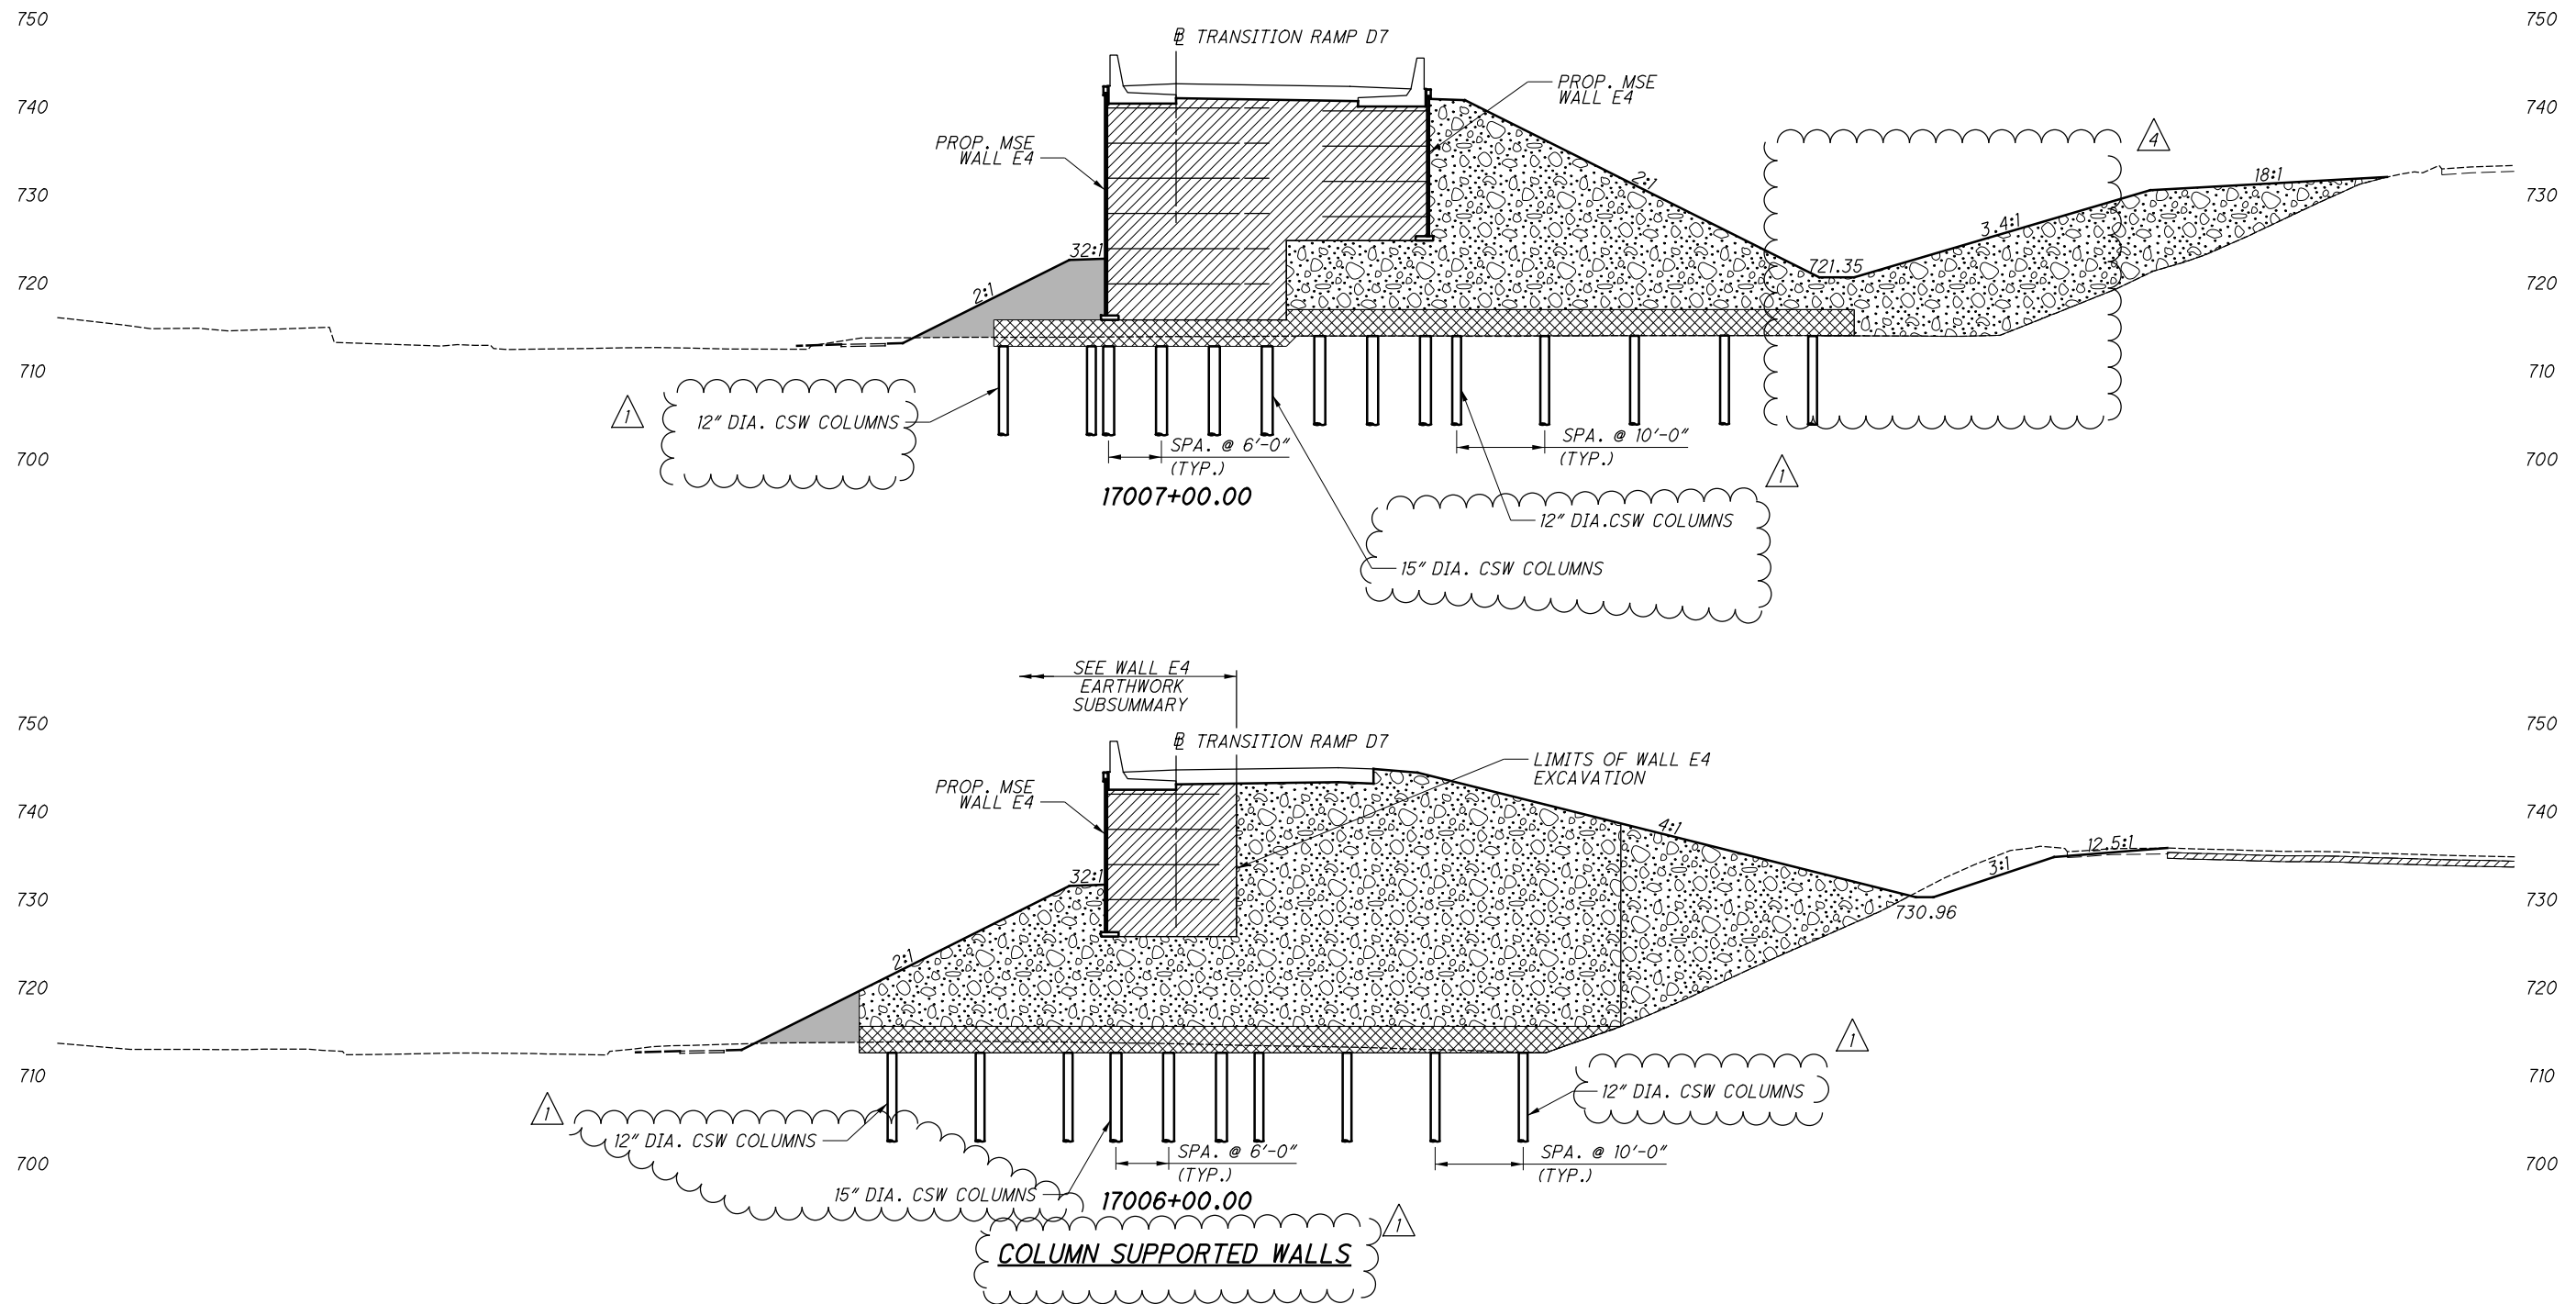 750
750
℄ TRANSITION RAMP D7
PROP. MSE
WALL E4
740
740
PROP. MSE
WALL E4
4
2:1
18:1
730
730
3.4:1
32:1
721.35
2:1
720
720
710
710
1
12" DIA. CSW COLUMNS
SPA. @ 6'-0"
(TYP.)
SPA. @ 10'-0"
(TYP.)
700
700
1
17007+00.00
12" DIA.CSW COLUMNS
15" DIA. CSW COLUMNS
SEE WALL E4
EARTHWORK
SUBSUMMARY
750
750
℄ TRANSITION RAMP D7
LIMITS OF WALL E4
EXCAVATION
PROP. MSE
WALL E4
740
740
4:1
12.5:1
3:1
32:1
730
730
730.96
2:1
720
720
1
710
710
12" DIA. CSW COLUMNS
1
12" DIA. CSW COLUMNS
SPA. @ 6'-0"
(TYP.)
SPA. @ 10'-0"
(TYP.)
700
700
15" DIA. CSW COLUMNS
17006+00.00
1
COLUMN SUPPORTED WALLS